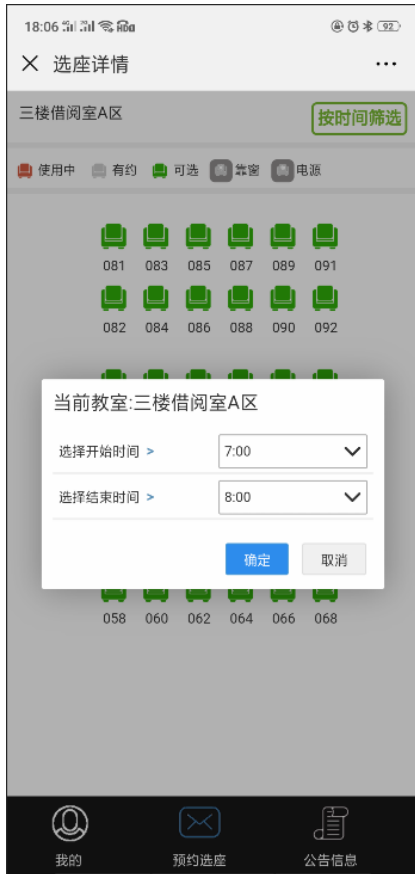 18:06 HD 92
选座详情
三楼借阅室A区
按时间筛选
使用中 有约 可选 靠窗 电源
081 083 085 087 089 091
082 084 086 088 090 092
当前教室:三楼借阅室A区
选择开始时间 > 7:00
选择结束时间 > 8:00
确定 取消
058 060 062 064 066 068
我的 预约选座 公告信息